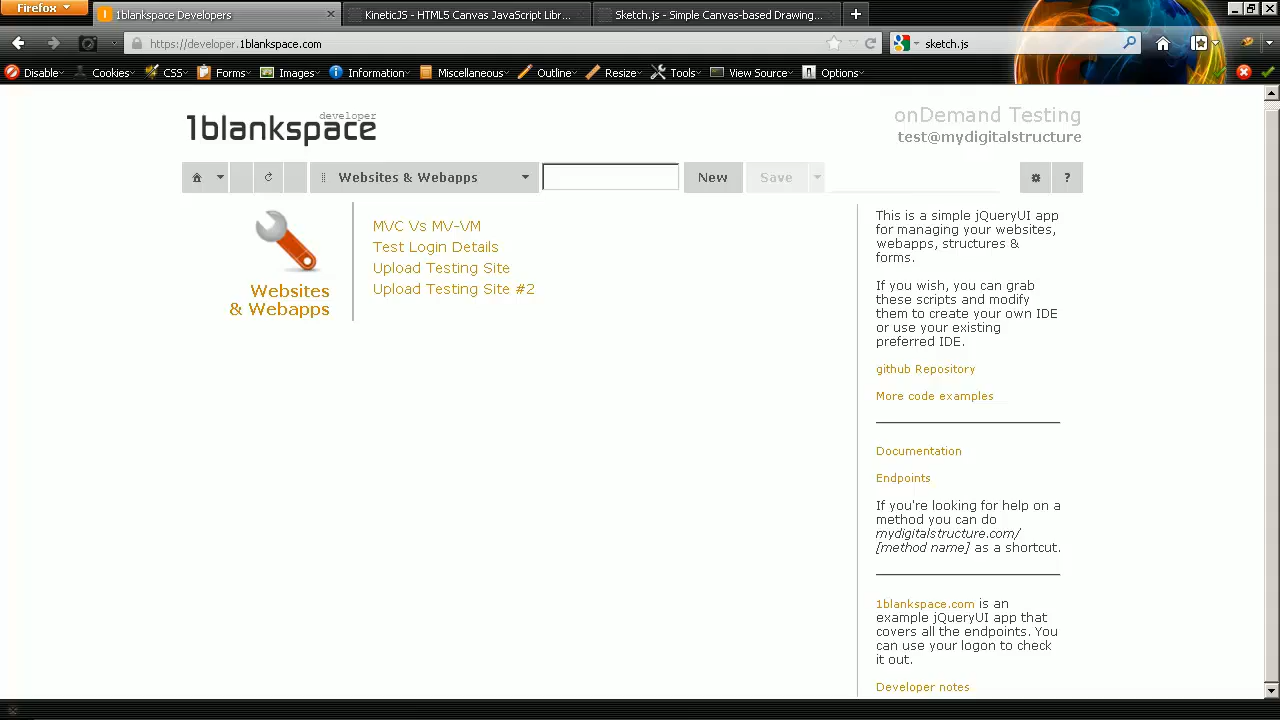 Firefox
1blankspace Developers
KineticJS - HTML5 Canvas JavaScript Libr...
Sketch.js - Simple Canvas-based Drawing...
https://developer.1blankspace.com
sketch.js
Disable
Cookies
CSS
Forms
Images
Information
Miscellaneous
Outline
Resize
Tools
View Source
Options
developer
1blankspace
onDemand Testing
test@mydigitalstructure
Websites & Webapps
New
Save
?
Websites
& Webapps
MVC Vs MV-VM
Test Login Details
Upload Testing Site
Upload Testing Site #2
This is a simple jQueryUI app
for managing your websites,
webapps, structures &
forms.
If you wish, you can grab
these scripts and modify
them to create your own IDE
or use your existing
preferred IDE.
github Repository
More code examples
Documentation
Endpoints
If you're looking for help on a
method you can do
mydigitalstructure.com/
[method name] as a shortcut.
1blankspace.com is an
example jQueryUI app that
covers all the endpoints. You
can use your logon to check
it out.
Developer notes